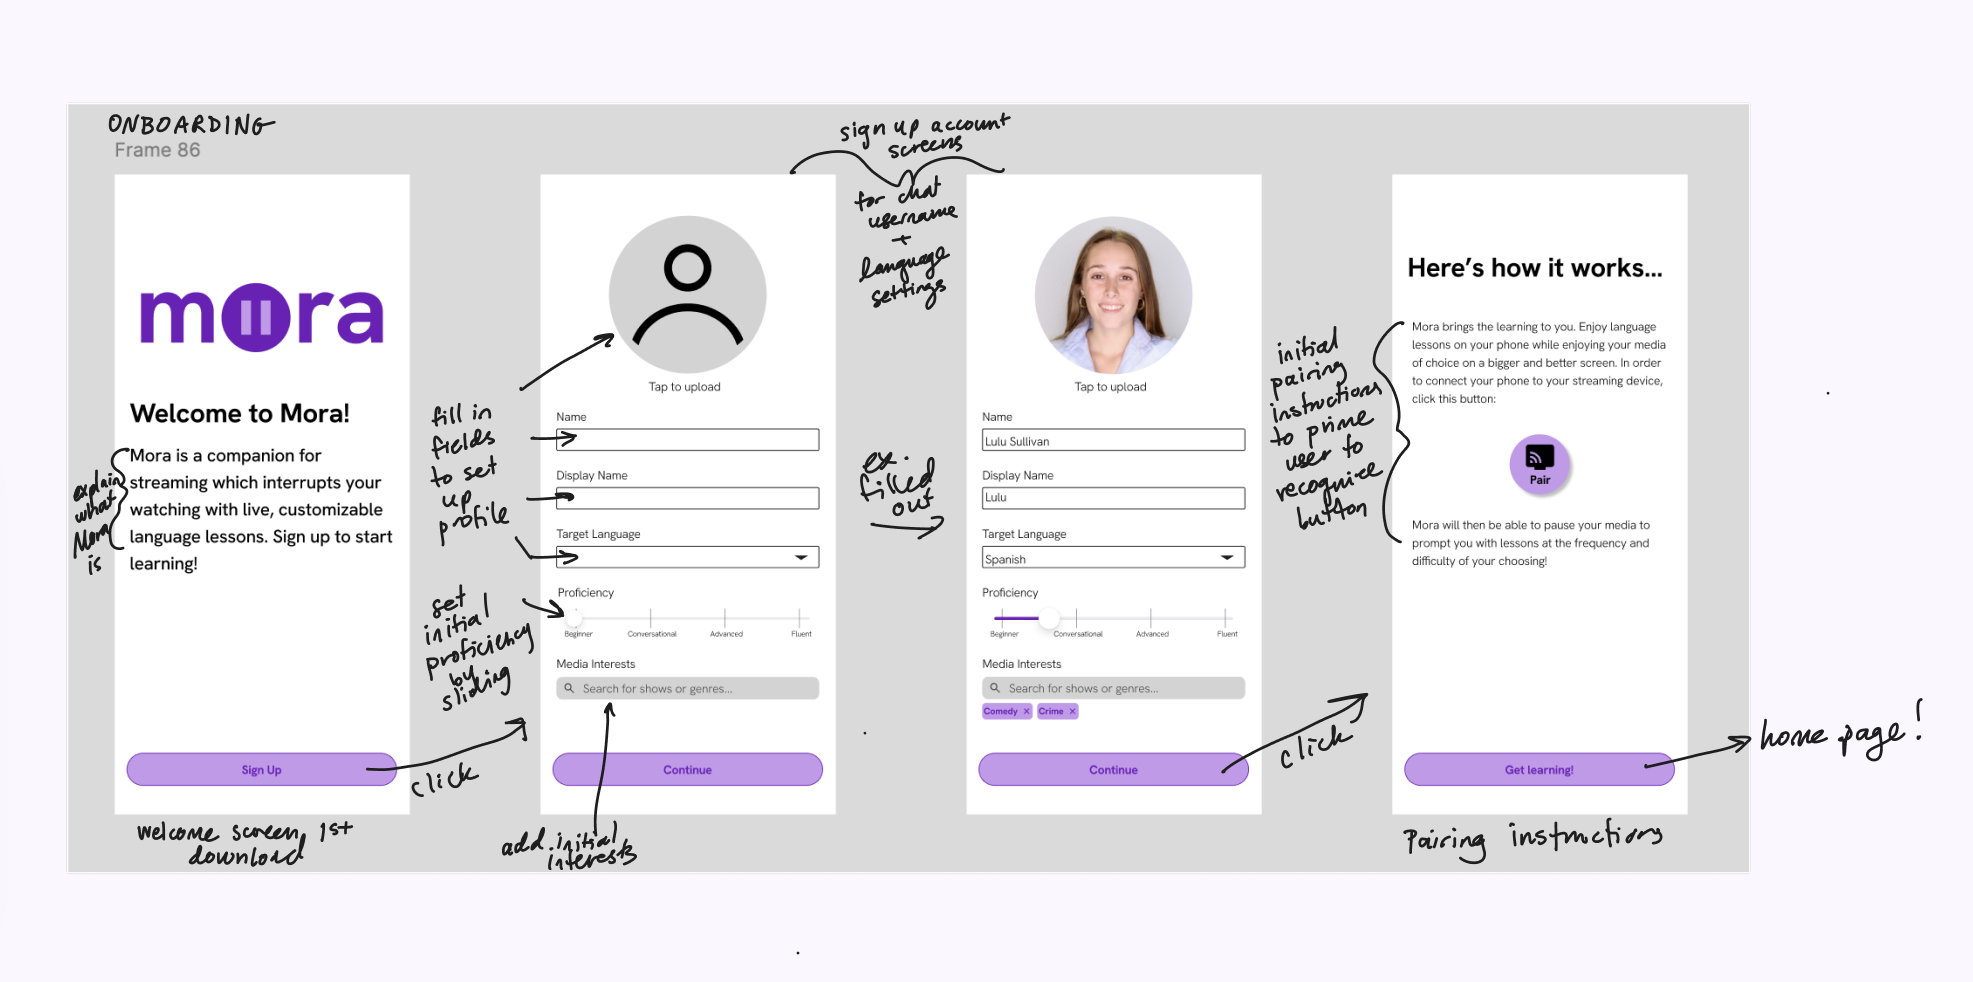 ONBOARDING
Frame 86
mora
Welcome to Mora!
Mora is a companion for
streaming which interrupts your
watching with live, customizable
language lessons. Sign up to start
learning!
explain
what
Mora
is
Sign Up
click
welcome screen 1st
download
sign up account
screens
for chat
username
+
language
settings
Tap to upload
fill in
fields
to set
up
profile
Name
Display Name
Target Language
Proficiency
Beginner
Conversational
Advanced
Fluent
set
initial
proficiency
by
sliding
Media Interests
Search for shows or genres...
Continue
add initial
interests
ex.
filled
out
Tap to upload
Name
Lulu Sullivan
Display Name
Lulu
Target Language
Spanish
Proficiency
Beginner
Conversational
Advanced
Fluent
Media Interests
Search for shows or genres...
Comedy ×
Crime ×
Continue
click
initial
pairing
instructions
to prime
user to
recognize
button
Here's how it works...
Mora brings the learning to you. Enjoy language
lessons on your phone while enjoying your media
of choice on a bigger and better screen. In order
to connect your phone to your streaming device,
click this button:
Pair
Mora will then be able to pause your media to
prompt you with lessons at the frequency and
difficulty of your choosing!
Get learning!
home page!
Pairing instructions